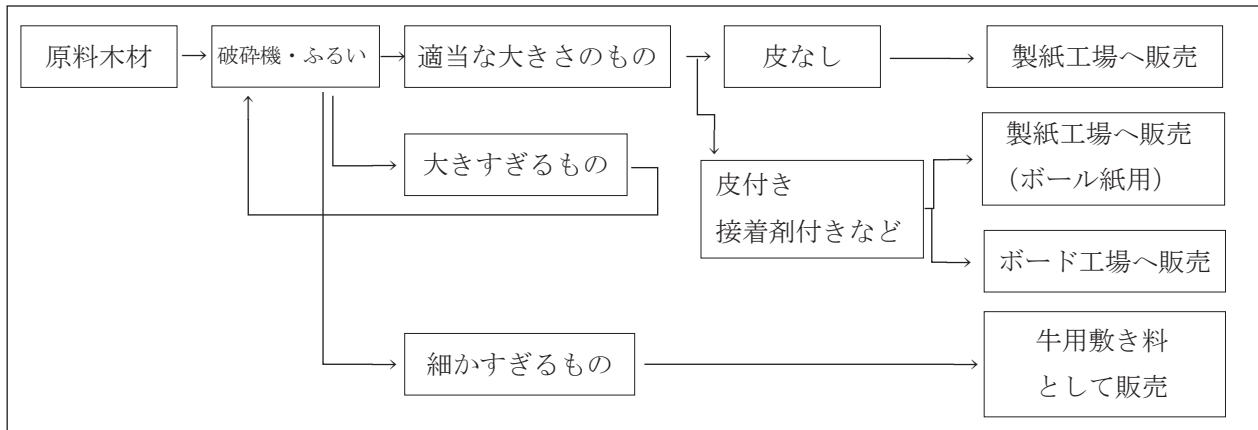 原料木材
破砕機・ふるい
適当な大きさのもの
皮なし
製紙工場へ販売
大きすぎるもの
皮付き
接着剤付きなど
製紙工場へ販売
（ボール紙用）
ボード工場へ販売
細かすぎるもの
牛用敷き料
として販売